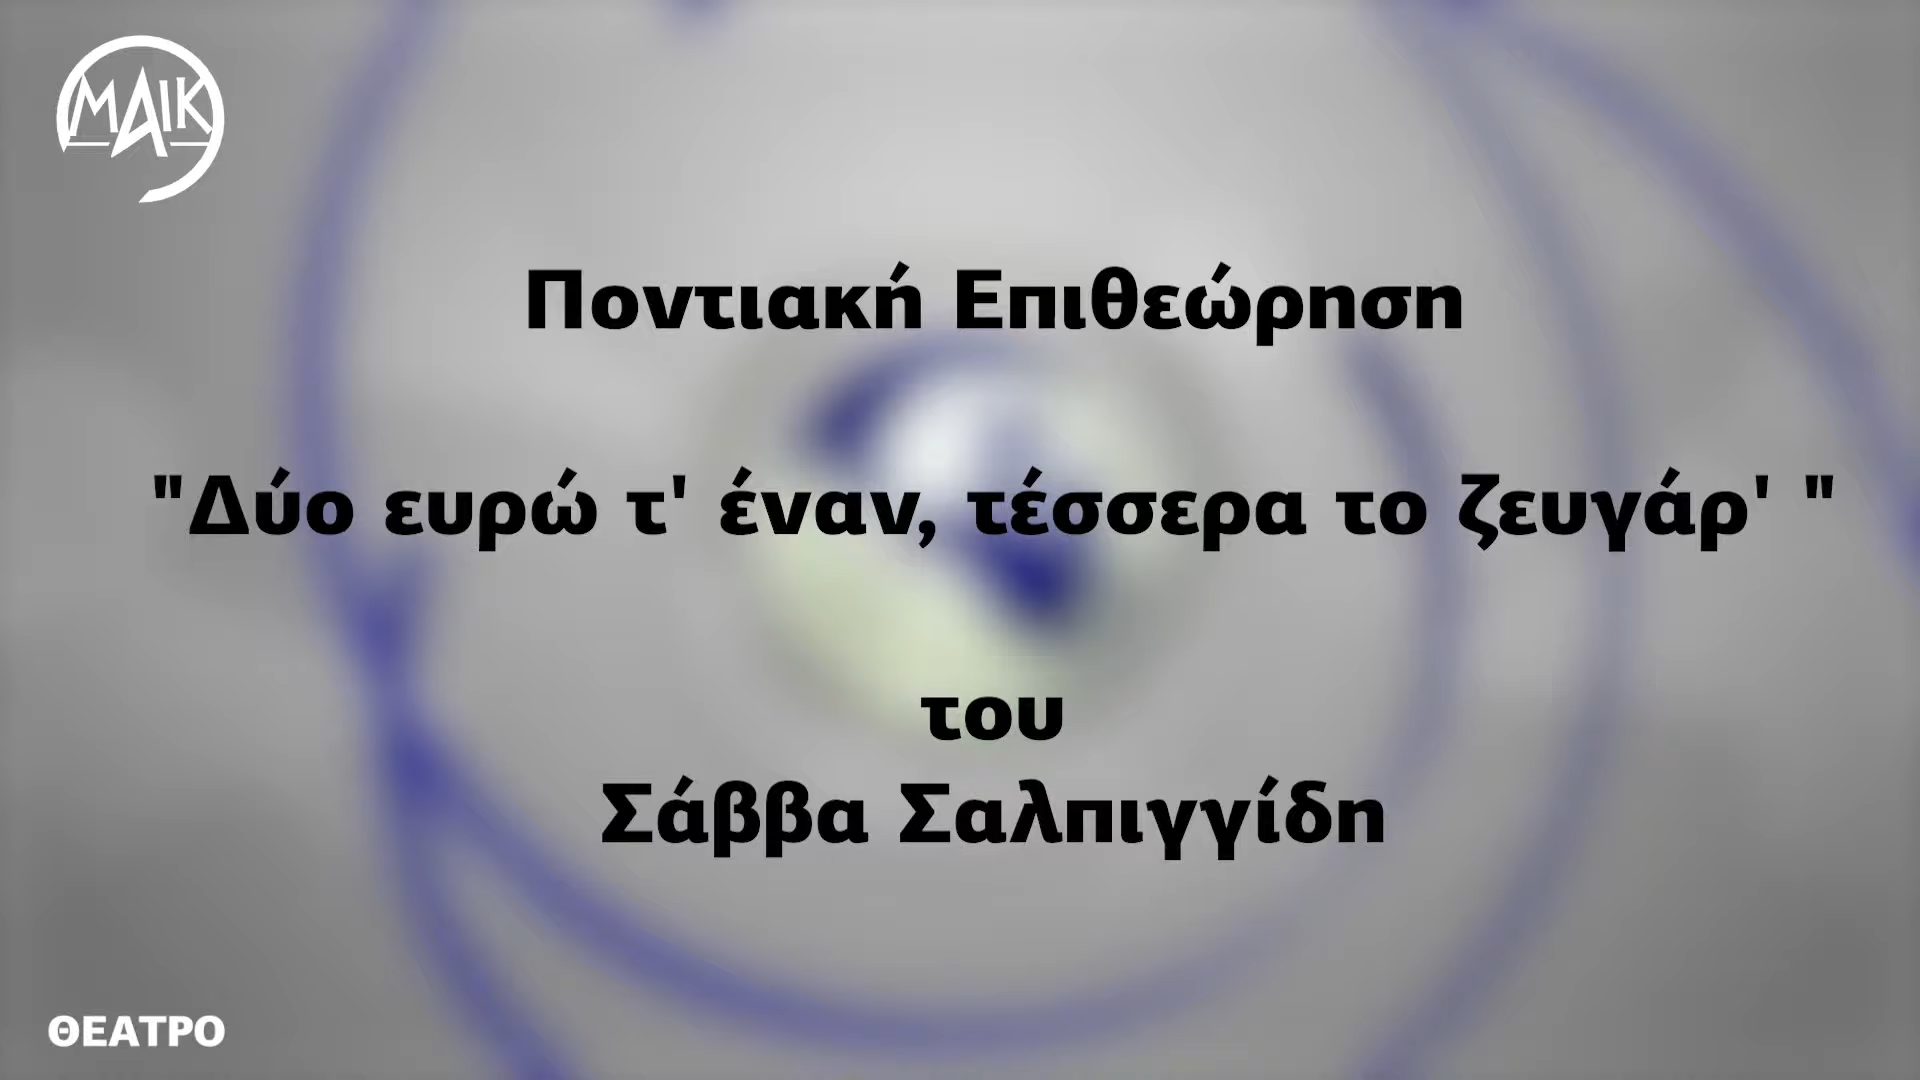 ΜΑΙΚ
Ποντιακή Επιθεώρηση
"Δύο ευρώ τ' έναν, τέσσερα το ζευγάρ' "
του
Σάββα Σαλπιγγίδη
ΘΕΑΤΡΟ